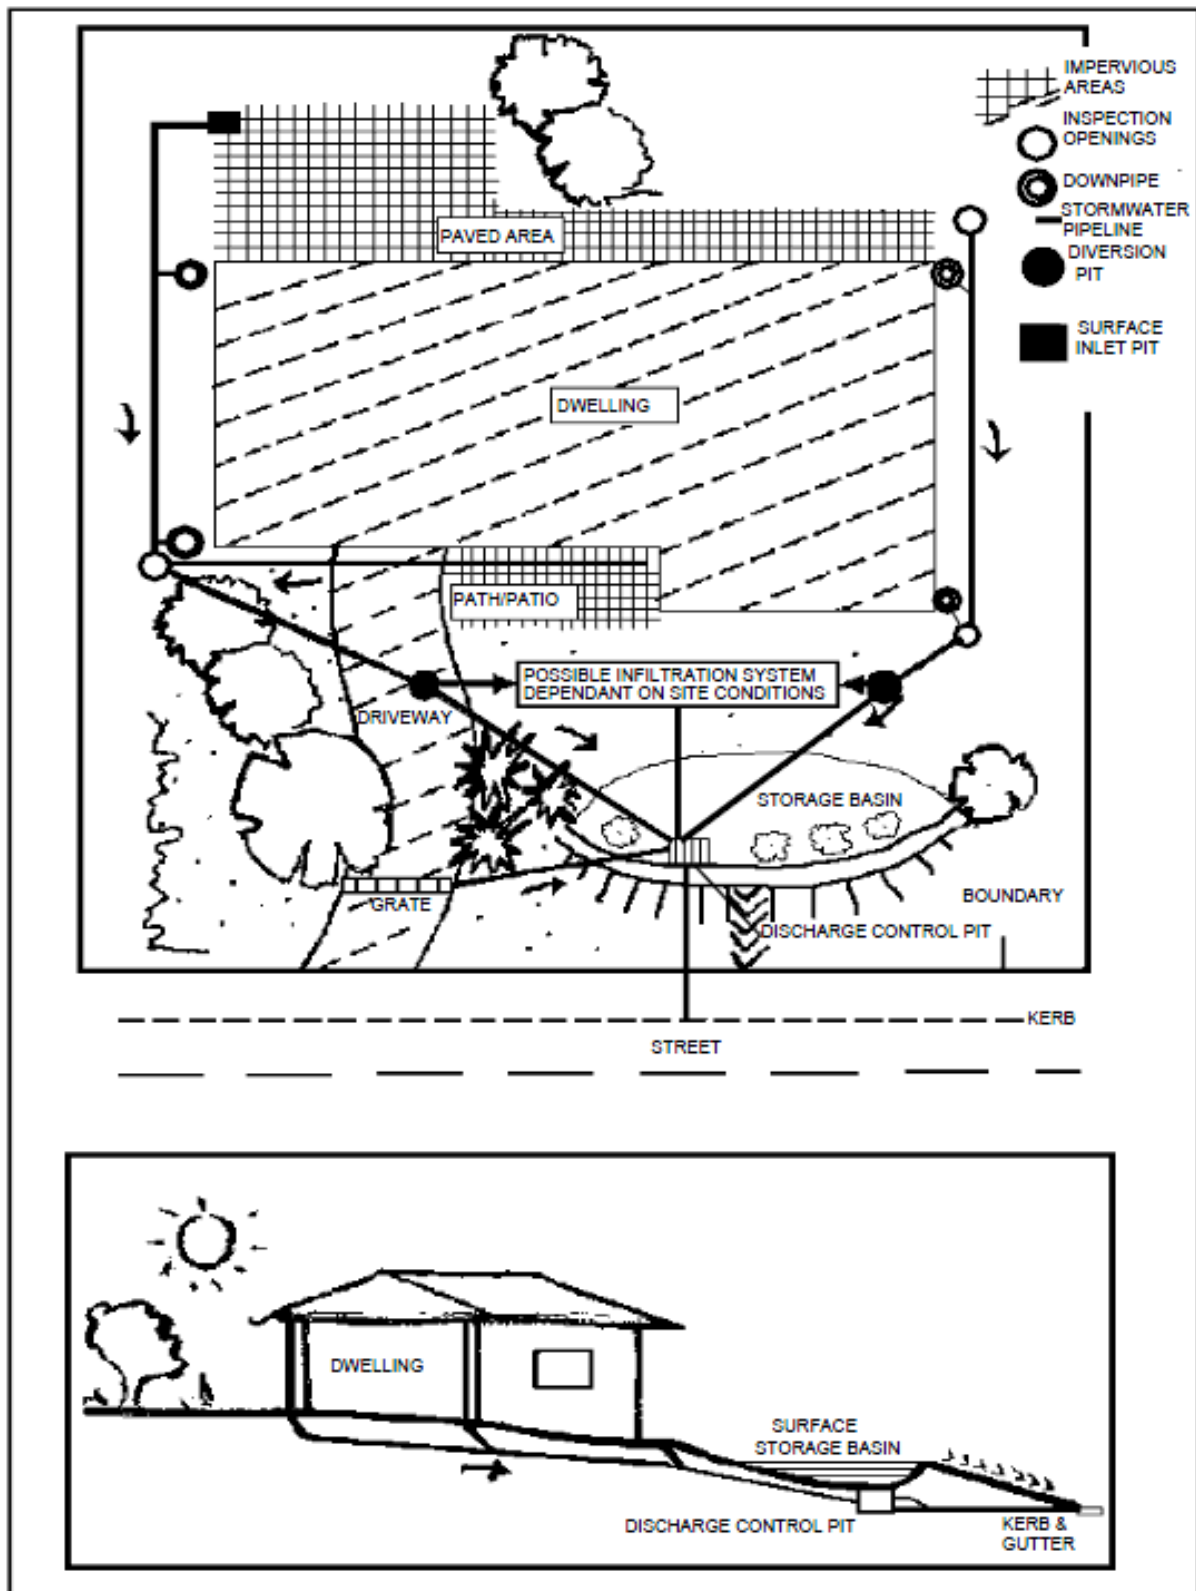 IMPERVIOUS
AREAS
INSPECTION
OPENINGS
DOWNPIPE
STORMWATER
PIPELINE
DIVERSION
PIT
SURFACE
INLET PIT
PAVED AREA
DWELLING
PATH/PATIO
POSSIBLE INFILTRATION SYSTEM
DEPENDANT ON SITE CONDITIONS
DRIVEWAY
STORAGE BASIN
GRATE
BOUNDARY
DISCHARGE CONTROL PIT
KERB
STREET
DWELLING
SURFACE
STORAGE BASIN
DISCHARGE CONTROL PIT
KERB &
GUTTER